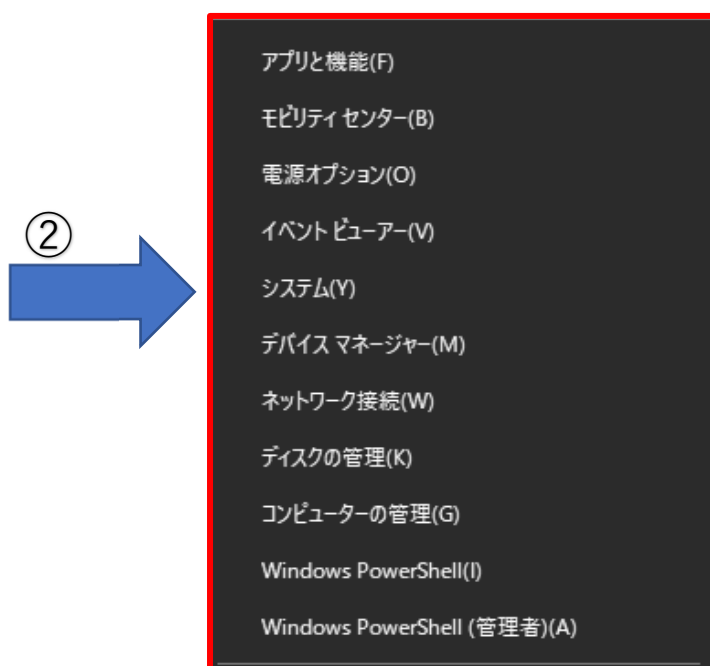 アプリと機能(F)
モビリティ センター(B)
電源オプション(O)
イベント ビューアー(V)
②
システム(Y)
デバイス マネージャー(M)
ネットワーク接続(W)
ディスクの管理(K)
コンピューターの管理(G)
Windows PowerShell(I)
Windows PowerShell (管理者)(A)